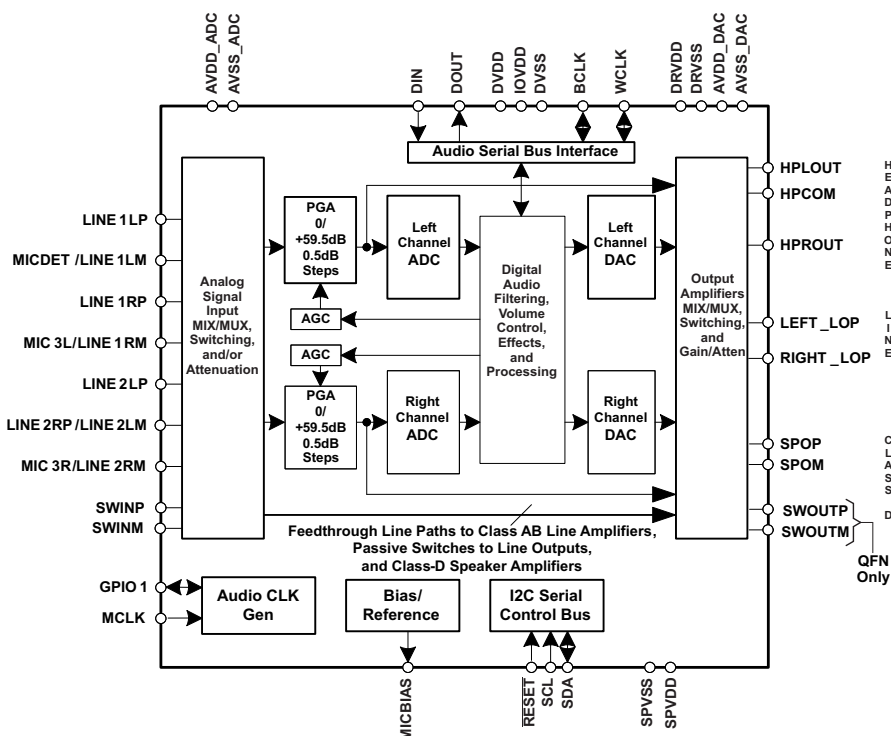 AVDD_ADC
AVSS_ADC
DIN
DOUT
DVDD
IOVDD
DVSS
BCLK
WCLK
DRVDD
DRVSS
AVDD_DAC
AVSS_DAC
Audio Serial Bus Interface
LINE 1LP
MICDET /LINE 1LM
LINE 1RP
MIC 3L/LINE 1RM
LINE 2LP
LINE 2RP /LINE 2LM
MIC 3R/LINE 2RM
SWINP
SWINM
GPIO 1
MCLK
Analog
Signal
Input
MIX/MUX,
Switching,
and/or
Attenuation
PGA
0/
+59.5dB
0.5dB
Steps
AGC
AGC
PGA
0/
+59.5dB
0.5dB
Steps
Left
Channel
ADC
Right
Channel
ADC
Digital
Audio
Filtering,
Volume
Control,
Effects,
and
Processing
Left
Channel
DAC
Right
Channel
DAC
Output
Amplifiers
MIX/MUX,
Switching,
and
Gain/Atten
HPLOUT
HPCOM
HPROUT
LEFT _LOP
RIGHT _LOP
SPOP
SPOM
SWOUTP
SWOUTM
HEADPHONE
LINE
CLASS D
QFN
Only
Feedthrough Line Paths to Class AB Line Amplifiers,
Passive Switches to Line Outputs,
and Class-D Speaker Amplifiers
Audio CLK
Gen
Bias/
Reference
I2C Serial
Control Bus
MICBIAS
RESET
SCL
SDA
SPVSS
SPVDD